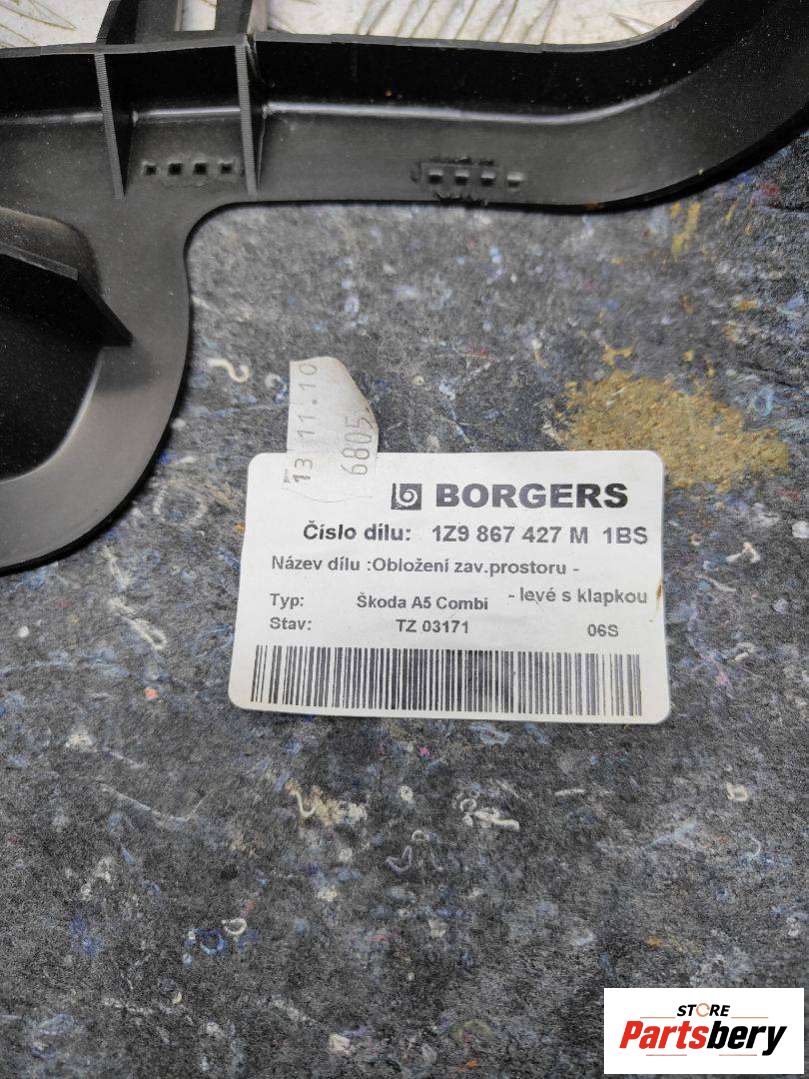 13 11.10
6805
BORGERS
Číslo dílu: 1Z9 867 427 M 1BS
Název dílu :Obložení zav.prostoru -
- levé s klapkou
Typ: Škoda A5 Combi
Stav: TZ 03171 06S
STORE
Partsbery